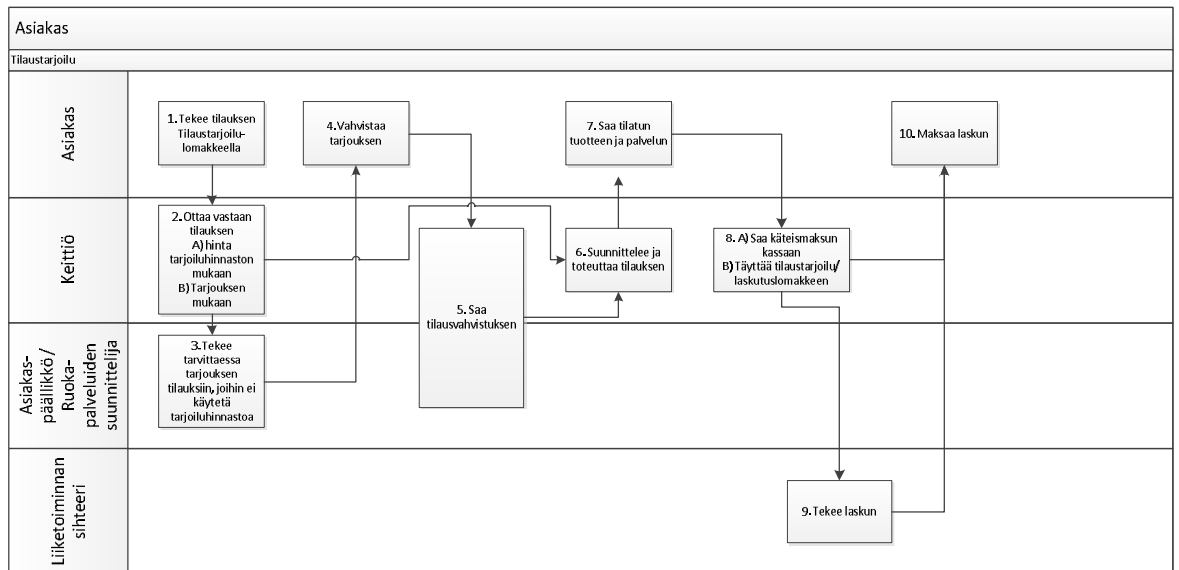 Asiakas
Tilaustarjoilu
Asiakas
1. Tekee tilauksen
Tilaustarjoilu-
lomakkeella
4. Vahvistaa
tarjouksen
7. Saa tilatun
tuotteen ja palvelun
10. Maksaa laskun
Keittiö
2. Ottaa vastaan
tilauksen
A) hinta
tarjoiluhinnaston
mukaan
B) Tarjouksen
mukaan
5. Saa
tilausvahvistuksen
6. Suunnittelee ja
toteuttaa tilauksen
8. A) Saa käteismaksun
kassaan
B) Täyttää tilaustarjoilu/
laskutuslomakkeen
Asiakas-
päällikkö/
Ruoka-
palveluiden
suunnittelija
3. Tekee
tarvittaessa
tarjouksen
tilauksiin, joihin ei
käytetä
tarjoiluhinnastoa
Liiketoiminnan
sihteeri
9. Tekee laskun